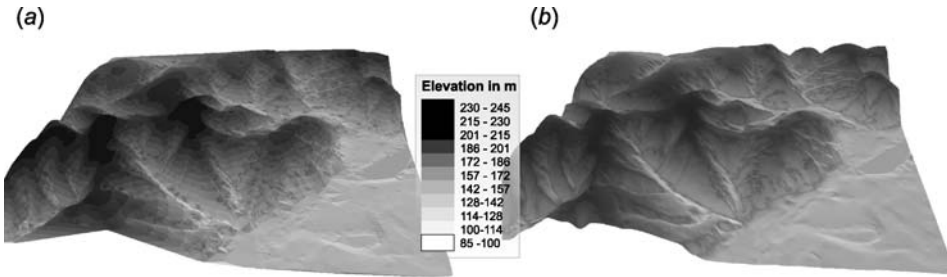 (a)
(b)
Elevation in m
230 - 245
215 - 230
201 - 215
186 - 201
172 - 186
157 - 172
142 - 157
128-142
114-128
100-114
85 -100